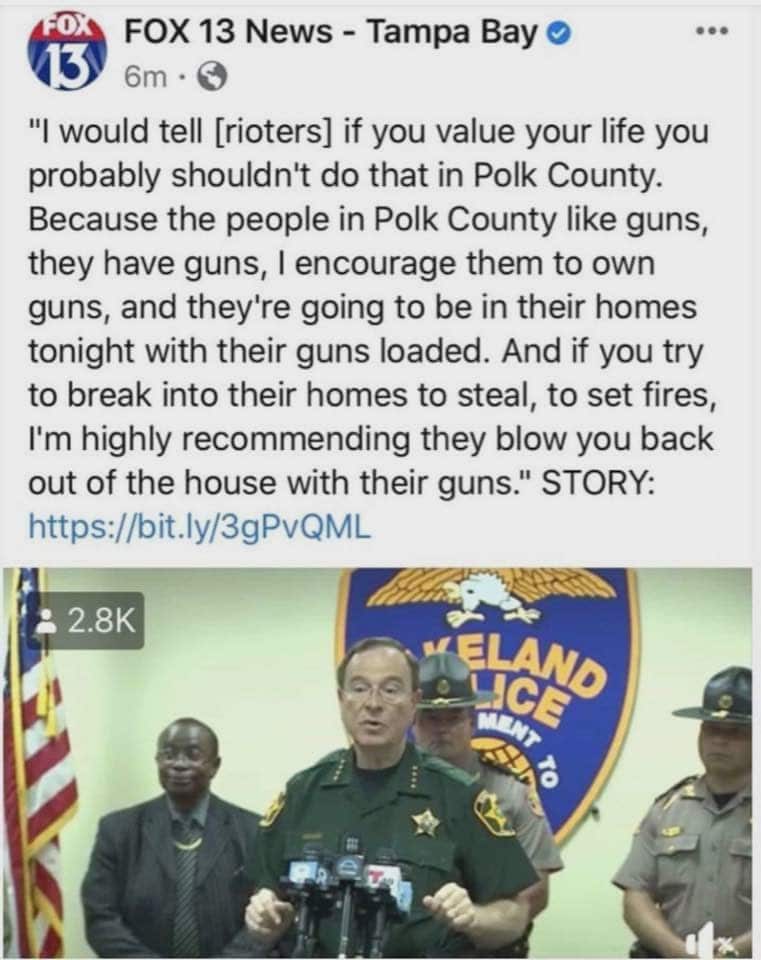 FOX
13
FOX 13 News - Tampa Bay
6m
"I would tell [rioters] if you value your life you
probably shouldn't do that in Polk County.
Because the people in Polk County like guns,
they have guns, I encourage them to own
guns, and they're going to be in their homes
tonight with their guns loaded. And if you try
to break into their homes to steal, to set fires,
I'm highly recommending they blow you back
out of the house with their guns." STORY:
https://bit.ly/3gPvQML
2.8K
ELAND
LICE
MENT TO